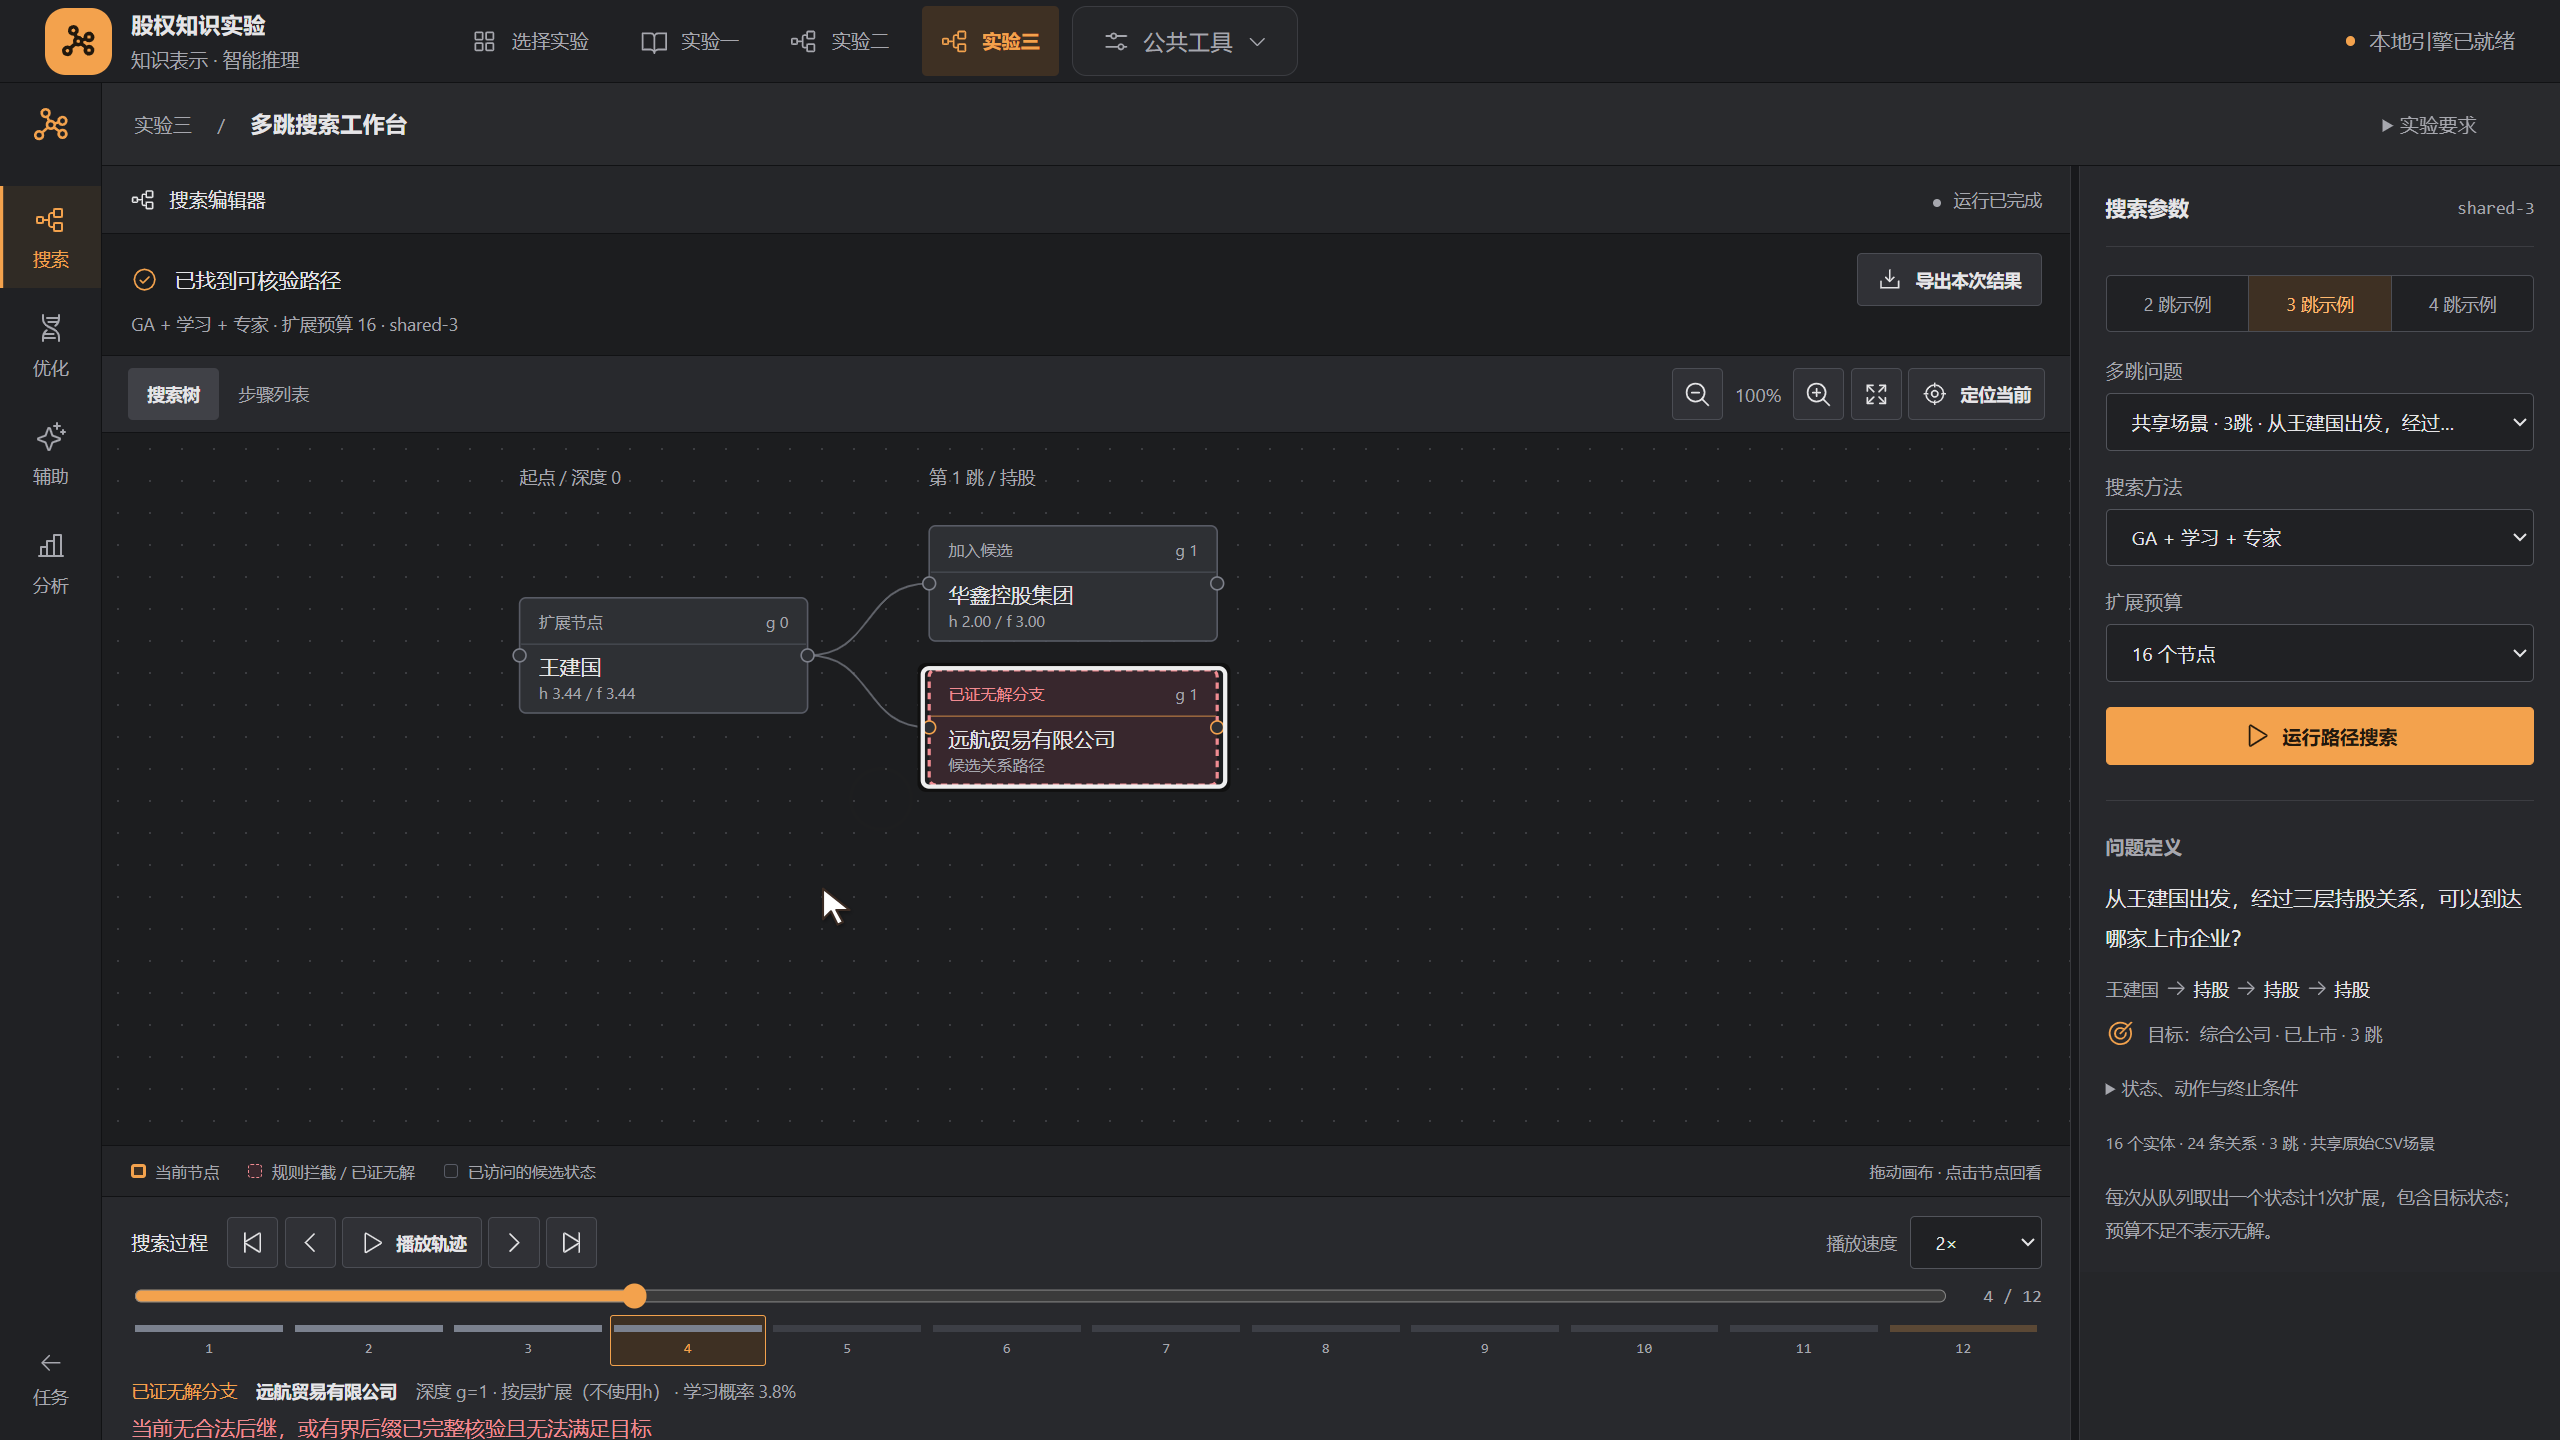 股权知识实验
知识表示 · 智能推理
选择实验
实验一
实验二
实验三
公共工具
本地引擎已就绪
实验三 / 多跳搜索工作台
▶ 实验要求
搜索
优化
辅助
分析
任务
搜索编辑器
运行已完成
已找到可核验路径
GA + 学习 + 专家 · 扩展预算 16 · shared-3
导出本次结果
搜索树
步骤列表
100%
定位当前
起点 / 深度 0
第 1 跳 / 持股
扩展节点 g 0
王建国
h 3.44 / f 3.44
加入候选 g 1
华鑫控股集团
h 2.00 / f 3.00
已证无解分支 g 1
远航贸易有限公司
候选关系路径
当前节点
规则拦截 / 已证无解
已访问的候选状态
拖动画布 · 点击节点回看
搜索过程
播放轨迹
播放速度
2×
4 / 12
1 2 3 4 5 6 7 8 9 10 11 12
已证无解分支 远航贸易有限公司 深度 g=1 · 按层扩展（不使用h） · 学习概率 3.8%
当前无合法后继，或有界后缀已完整核验且无法满足目标
搜索参数
shared-3
2 跳示例
3 跳示例
4 跳示例
多跳问题
共享场景 · 3跳 · 从王建国出发，经过...
搜索方法
GA + 学习 + 专家
扩展预算
16 个节点
运行路径搜索
问题定义
从王建国出发，经过三层持股关系，可以到达
哪家上市企业？
王建国 → 持股 → 持股 → 持股
目标：综合公司 · 已上市 · 3 跳
▶ 状态、动作与终止条件
16 个实体 · 24 条关系 · 3 跳 · 共享原始CSV场景
每次从队列取出一个状态计1次扩展，包含目标状态；
预算不足不表示无解。